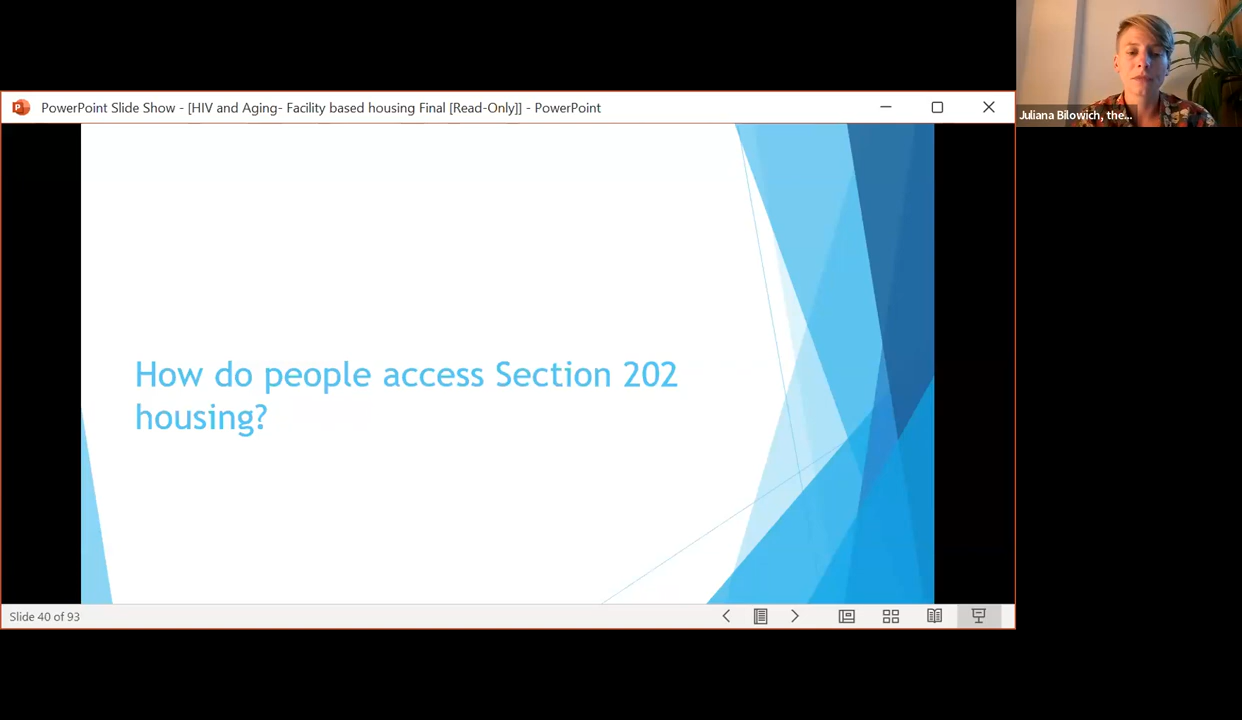 PowerPoint Slide Show - [HIV and Aging- Facility based housing Final [Read-Only]] - PowerPoint
Juliana Bilowich, the...
How do people access Section 202
housing?
Slide 40 of 93